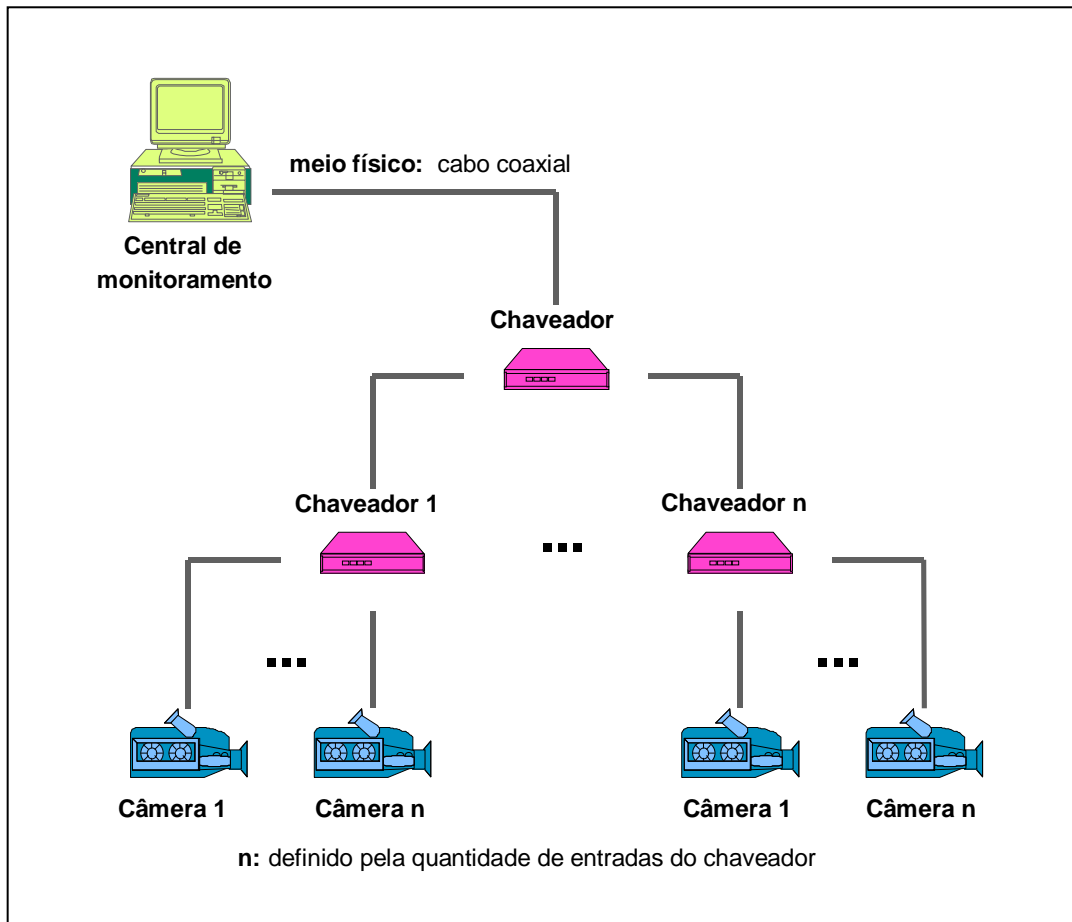 meio físico: cabo coaxial
Central de
monitoramento
Chaveador
Chaveador 1
Chaveador n
Câmera 1
Câmera n
Câmera 1
Câmera n
n: definido pela quantidade de entradas do chaveador